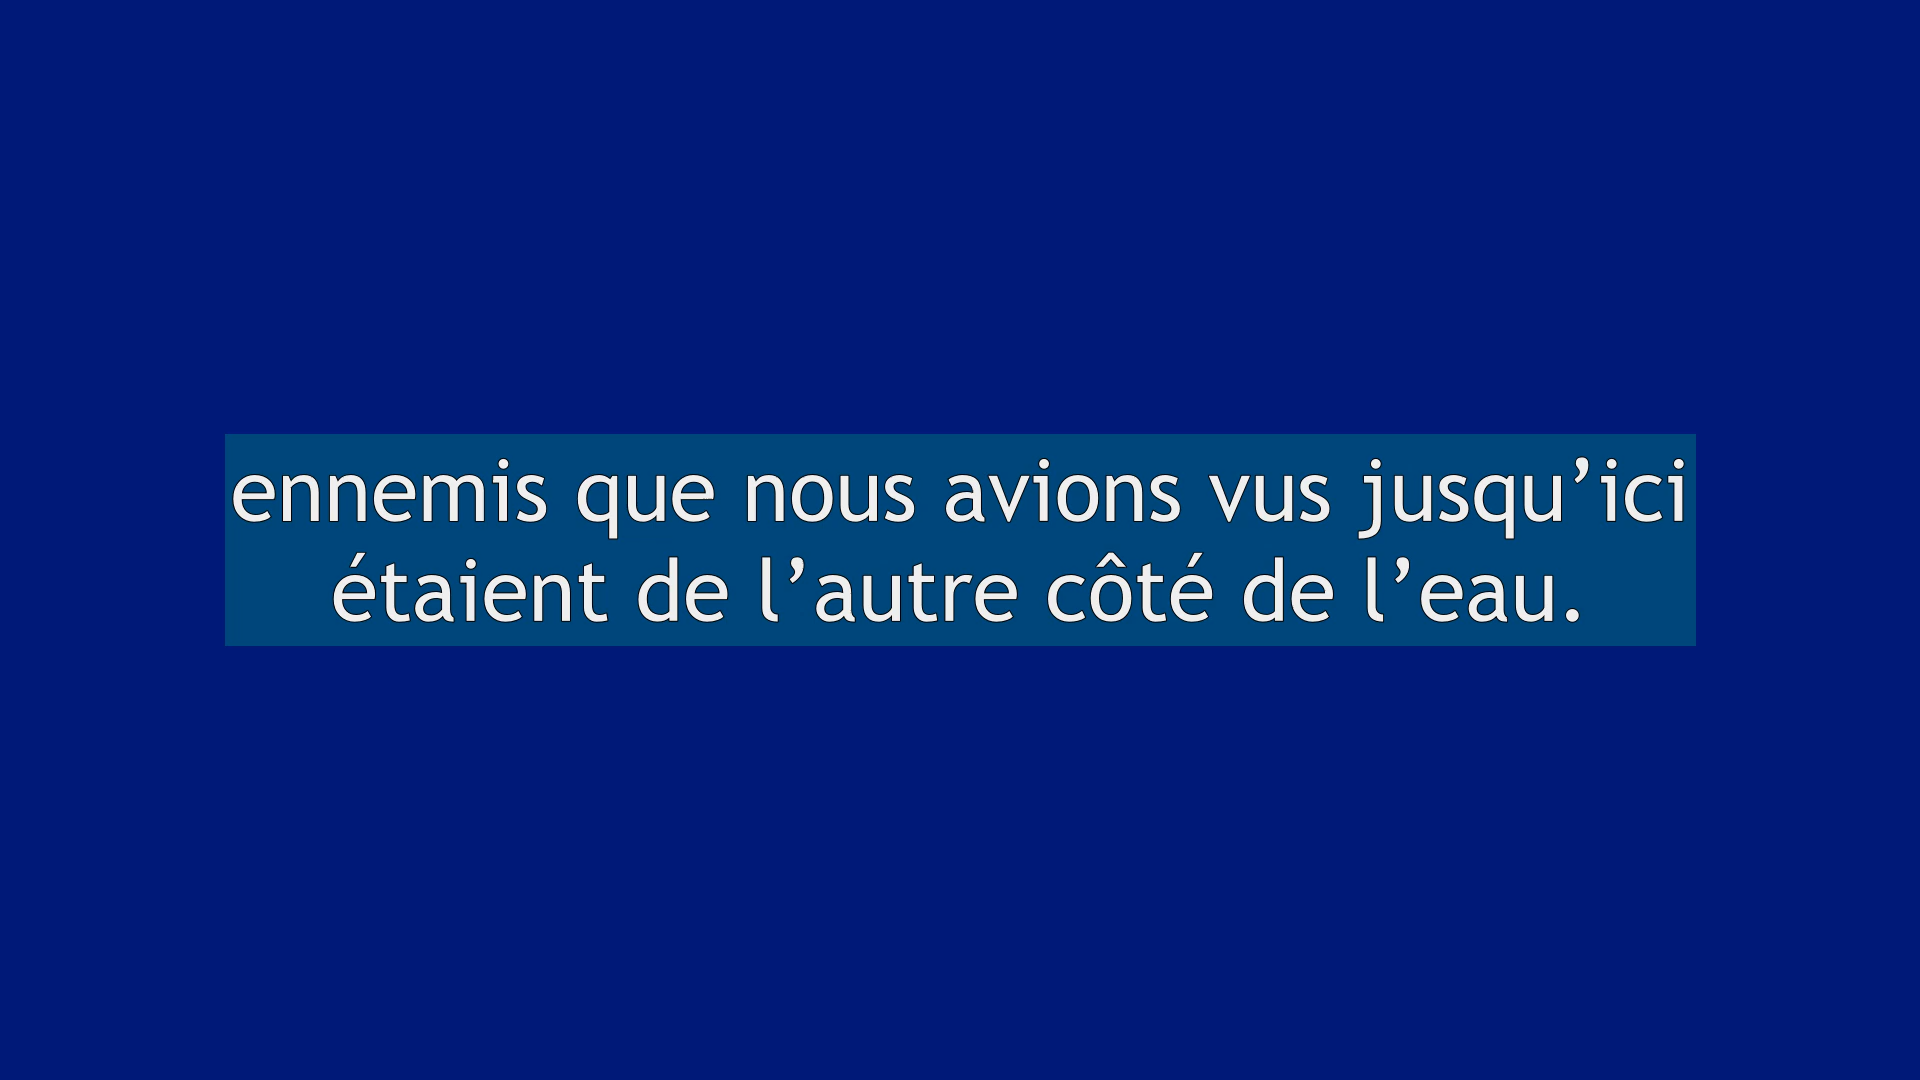 ennemis que nous avions vus jusqu’ici
étaient de l’autre côté de l’eau.